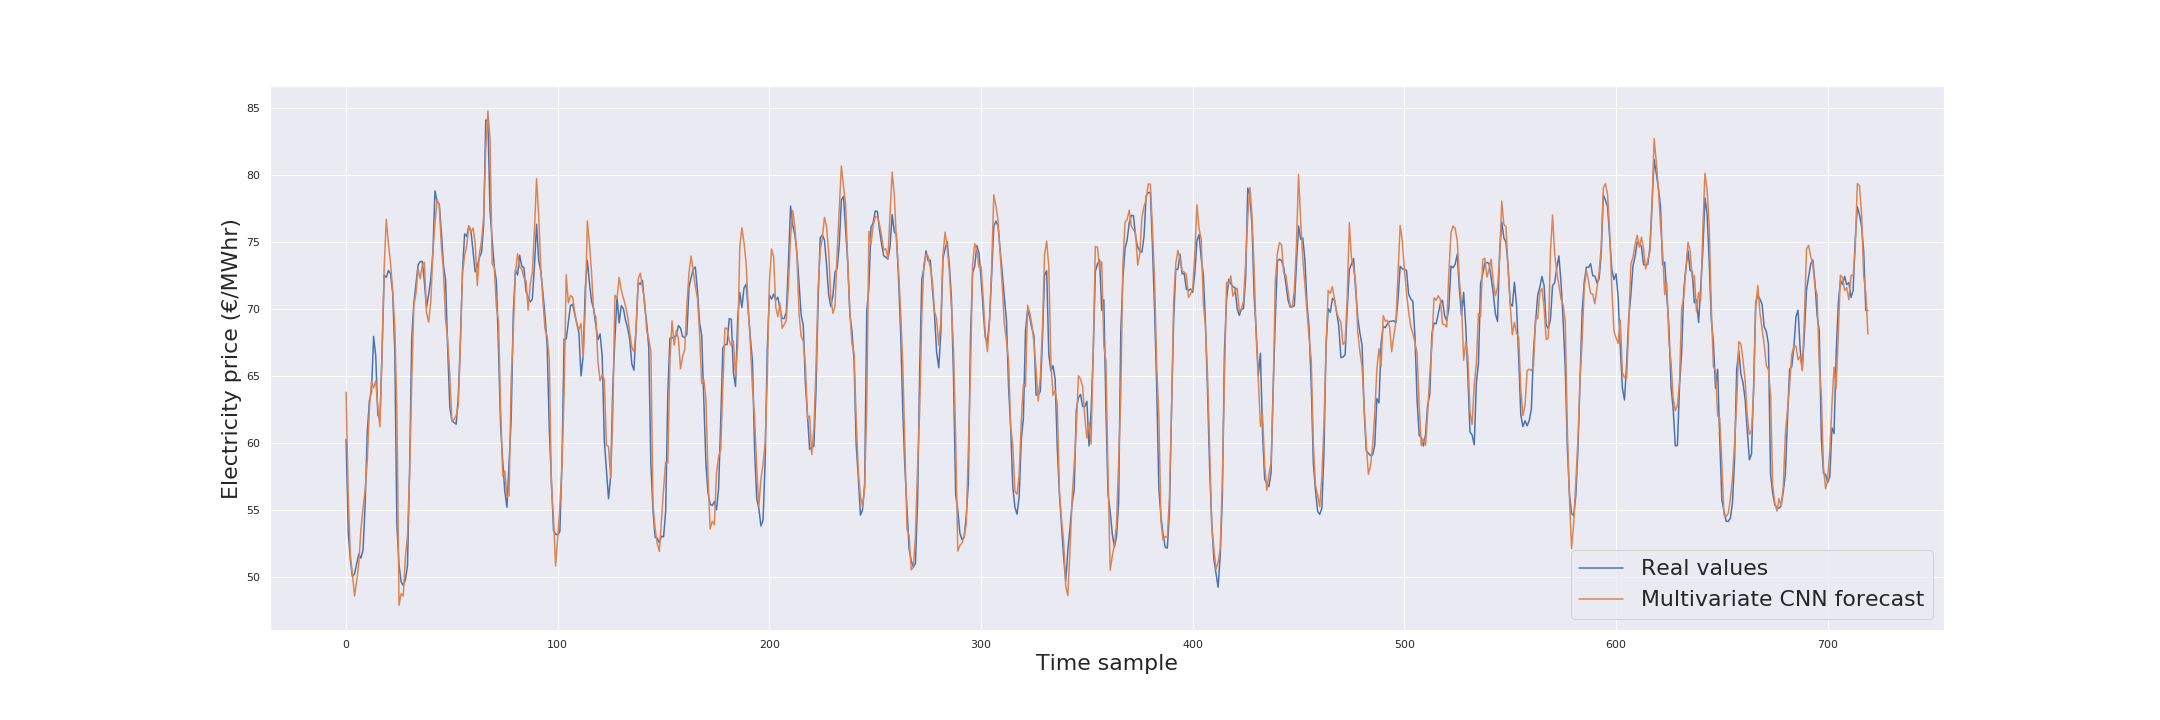 Electricity price (€/MWhr)
85
80
75
70
65
60
55
50
0 100 200 300 400 500 600 700
Time sample
Real values
Multivariate CNN forecast